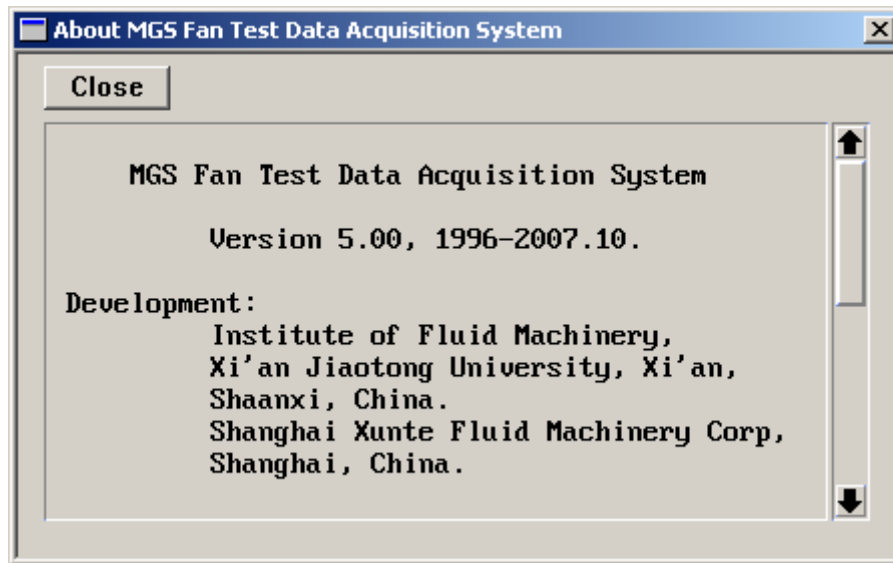 About MGS Fan Test Data Acquisition System
Close
MGS Fan Test Data Acquisition System
Version 5.00, 1996-2007.10.
Development:
Institute of Fluid Machinery,
Xi'an Jiaotong University, Xi'an,
Shaanxi, China.
Shanghai Xunte Fluid Machinery Corp,
Shanghai, China.